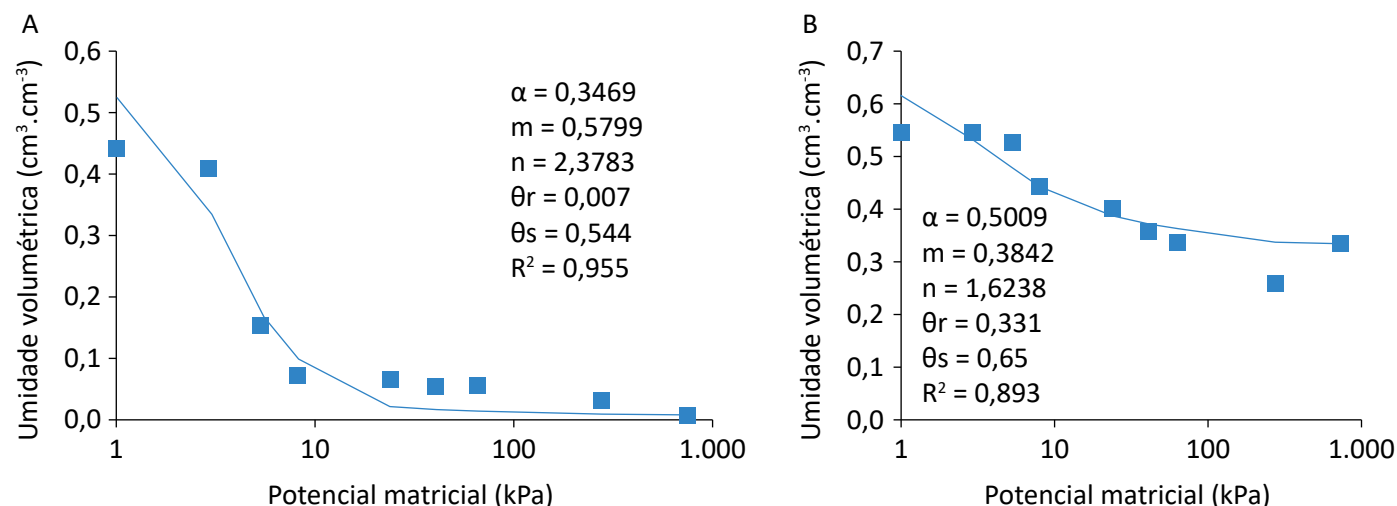 A
Umidade volumétrica (cm³.cm⁻³)
0,6
0,5
0,4
0,3
0,2
0,1
0,0
α = 0,3469
m = 0,5799
n = 2,3783
θr = 0,007
θs = 0,544
R² = 0,955
1
10
100
1.000
Potencial matricial (kPa)
B
Umidade volumétrica (cm³.cm⁻³)
0,7
0,6
0,5
0,4
0,3
0,2
0,1
0,0
α = 0,5009
m = 0,3842
n = 1,6238
θr = 0,331
θs = 0,65
R² = 0,893
1
10
100
1.000
Potencial matricial (kPa)